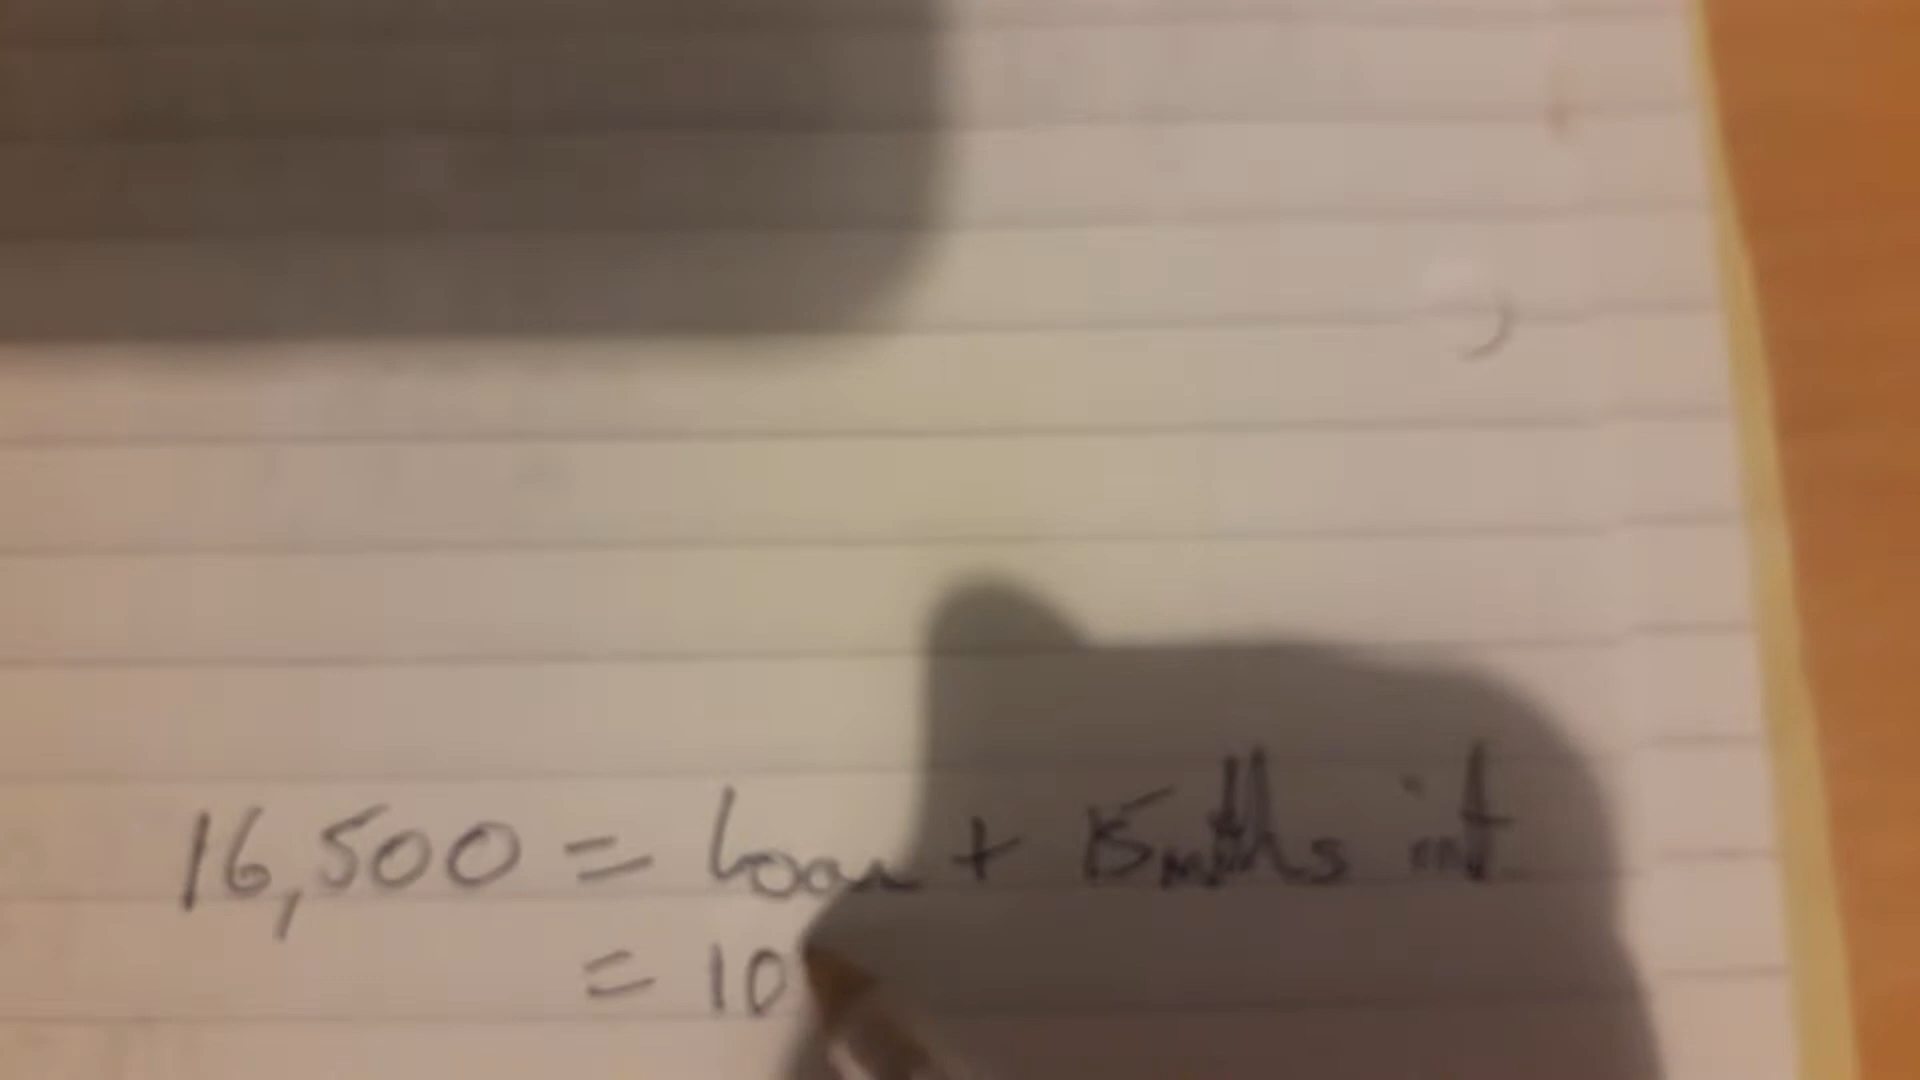 16,500 = Loan + 15mths int
= 10